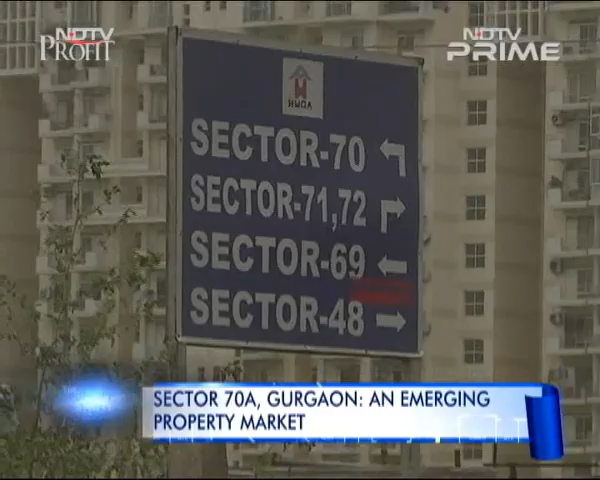 NDTV
PROFIT
NDTV
PRIME
SECTOR-70
SECTOR-71,72
SECTOR-69
SECTOR-48
SECTOR 70A, GURGAON: AN EMERGING
PROPERTY MARKET